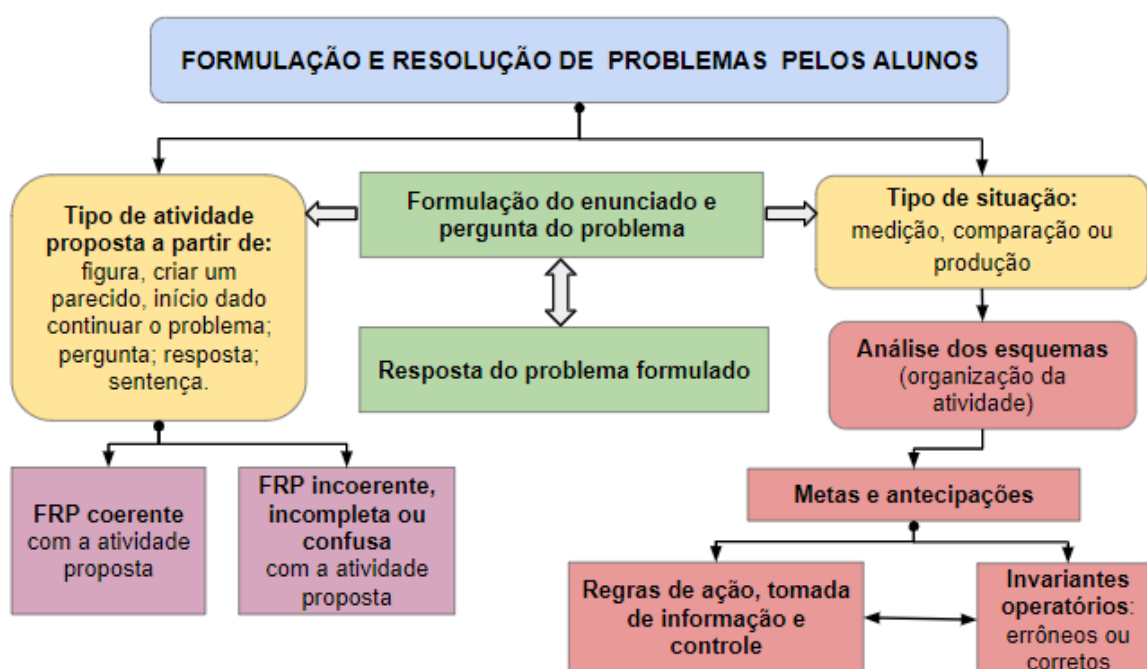 FORMULAÇÃO E RESOLUÇÃO DE PROBLEMAS PELOS ALUNOS
Tipo de atividade
proposta a partir de:
figura, criar um
parecido, início dado
continuar o problema;
pergunta; resposta;
sentença.
Formulação do enunciado e
pergunta do problema
Tipo de situação:
medição, comparação ou
produção
Resposta do problema formulado
Análise dos esquemas
(organização da
atividade)
FRP coerente
com a atividade
proposta
FRP incoerente,
incompleta ou
confusa
com a atividade
proposta
Metas e antecipações
Regras de ação, tomada
de informação e
controle
Invariantes
operatórios:
errôneos ou
corretos